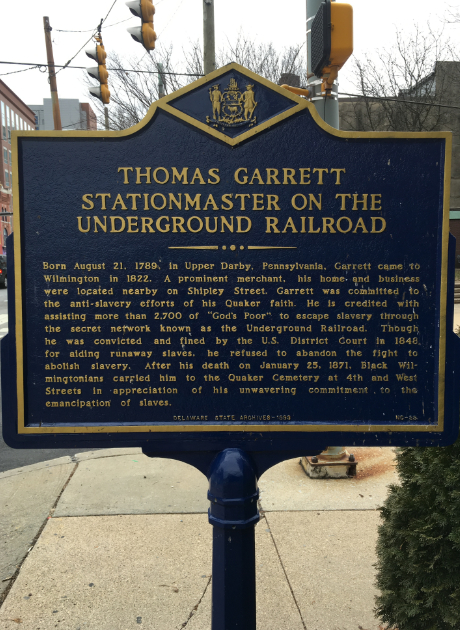 THOMAS GARRETT
STATIONMASTER ON THE
UNDERGROUND RAILROAD
Born August 21, 1789, in Upper Darby, Pennsylvania, Garrett came to
Wilmington in 1822. A prominent merchant, his home and business
were located nearby on Shipley Street. Garrett was committed to
the anti-slavery efforts of his Quaker faith. He is credited with
assisting more than 2,700 of "God's Poor" to escape slavery through
the secret network known as the Underground Railroad. Though
he was convicted and fined by the U.S. District Court in 1848,
for aiding runaway slaves, he refused to abandon the fight to
abolish slavery. After his death on January 25, 1871, Black Wil-
mingtonians carried him to the Quaker Cemetery at 4th and West
Streets in appreciation of his unwavering commitment to the
emancipation of slaves.
DELAWARE STATE ARCHIVES-1993 NC-88